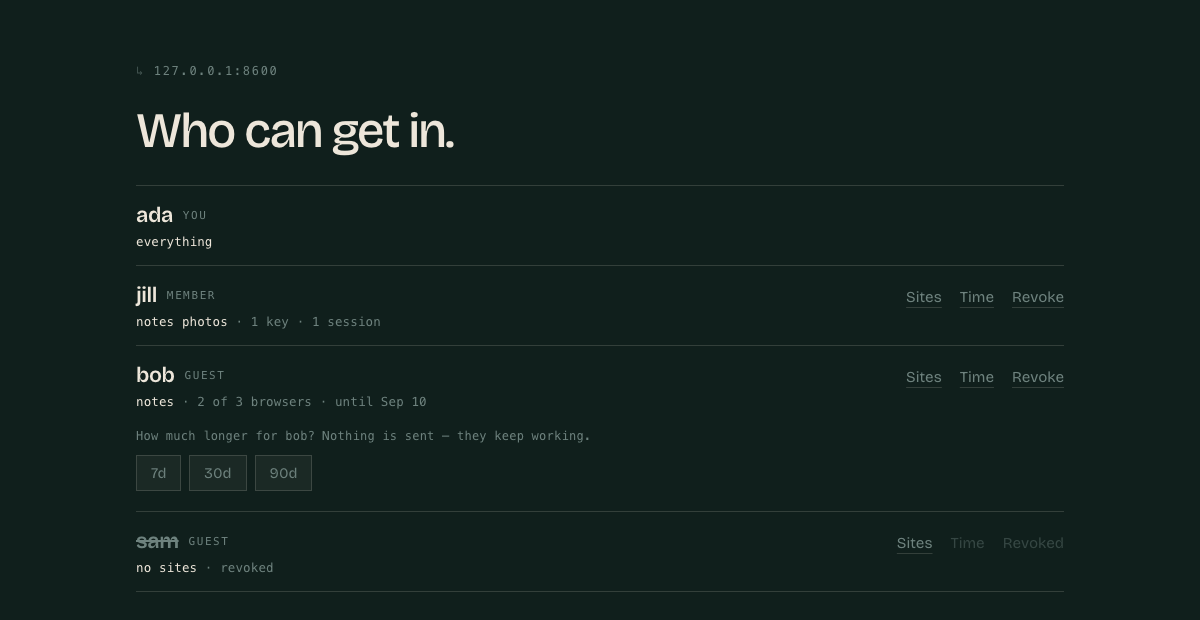 ↳ 127.0.0.1:8600
Who can get in.
ada YOU
everything
jill MEMBER Sites Time Revoke
notes photos · 1 key · 1 session
bob GUEST Sites Time Revoke
notes · 2 of 3 browsers · until Sep 10
How much longer for bob? Nothing is sent — they keep working.
7d 30d 90d
sam GUEST Sites Time Revoked
no sites · revoked